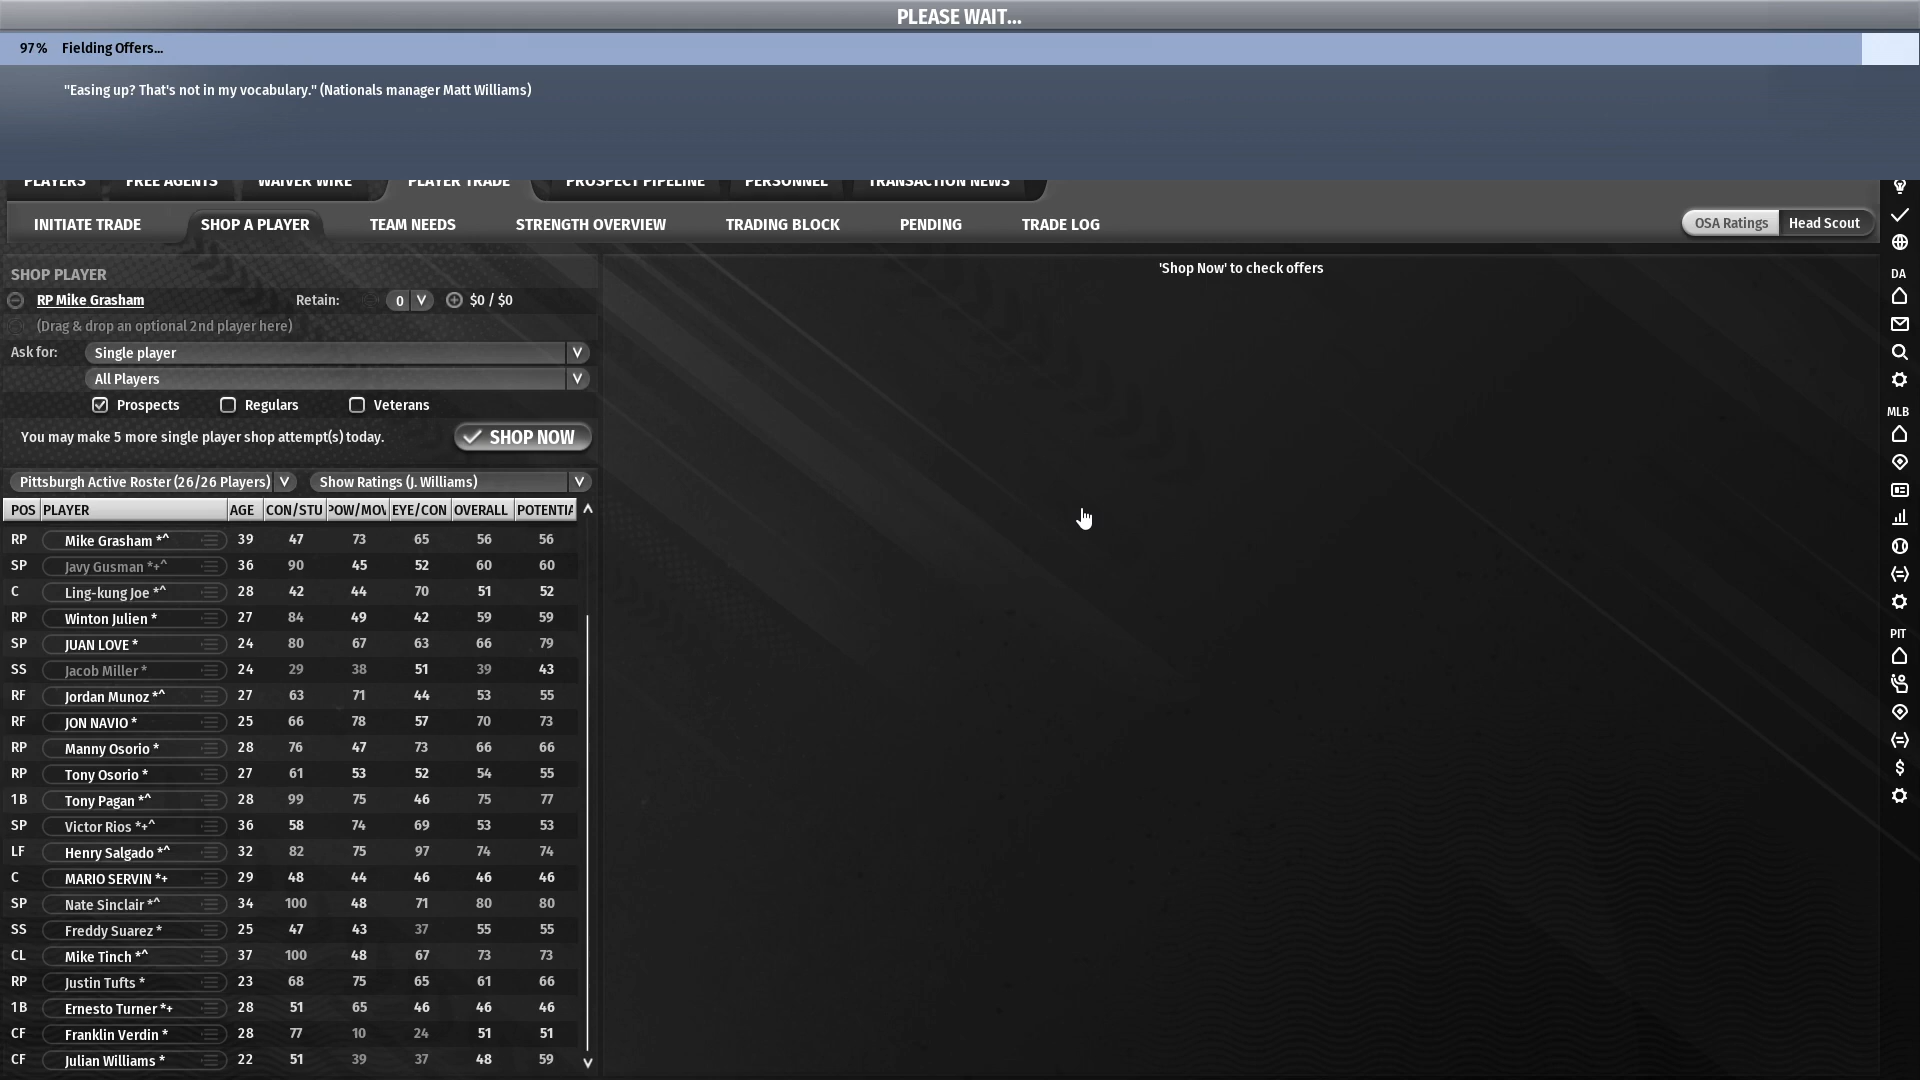 PLEASE WAIT...
97% Fielding Offers...
"Easing up? That's not in my vocabulary." (Nationals manager Matt Williams)
PLAYERS FREE AGENTS WAIVER WIRE PLAYER TRADE PROSPECT PIPELINE PERSONNEL TRANSACTION NEWS
INITIATE TRADE SHOP A PLAYER TEAM NEEDS STRENGTH OVERVIEW TRADING BLOCK PENDING TRADE LOG OSA Ratings Head Scout
SHOP PLAYER
'Shop Now' to check offers
RP Mike Grasham Retain: 0 $0 / $0
(Drag & drop an optional 2nd player here)
Ask for: Single player
All Players
Prospects Regulars Veterans
You may make 5 more single player shop attempt(s) today. SHOP NOW
Pittsburgh Active Roster (26/26 Players) Show Ratings (J. Williams)
POS PLAYER AGE CON/STU POW/MOV EYE/CON OVERALL POTENTIA
RP Mike Grasham *^ 39 47 73 65 56 56
SP Javy Gusman *+^ 36 90 45 52 60 60
C Ling-kung Joe *^ 28 42 44 70 51 52
RP Winton Julien * 27 84 49 42 59 59
SP JUAN LOVE * 24 80 67 63 66 79
SS Jacob Miller * 24 29 38 51 39 43
RF Jordan Munoz *^ 27 63 71 44 53 55
RF JON NAVIO * 25 66 78 57 70 73
RP Manny Osorio * 28 76 47 73 66 66
RP Tony Osorio * 27 61 53 52 54 55
1B Tony Pagan *^ 28 99 75 46 75 77
SP Victor Rios *+^ 36 58 74 69 53 53
LF Henry Salgado *^ 32 82 75 97 74 74
C MARIO SERVIN *+ 29 48 44 46 46 46
SP Nate Sinclair *^ 34 100 48 71 80 80
SS Freddy Suarez * 25 47 43 37 55 55
CL Mike Tinch *^ 37 100 48 67 73 73
RP Justin Tufts * 23 68 75 65 61 66
1B Ernesto Turner *+ 28 51 65 46 46 46
CF Franklin Verdin * 28 77 10 24 51 51
CF Julian Williams * 22 51 39 37 48 59
DA
MLB
PIT
$